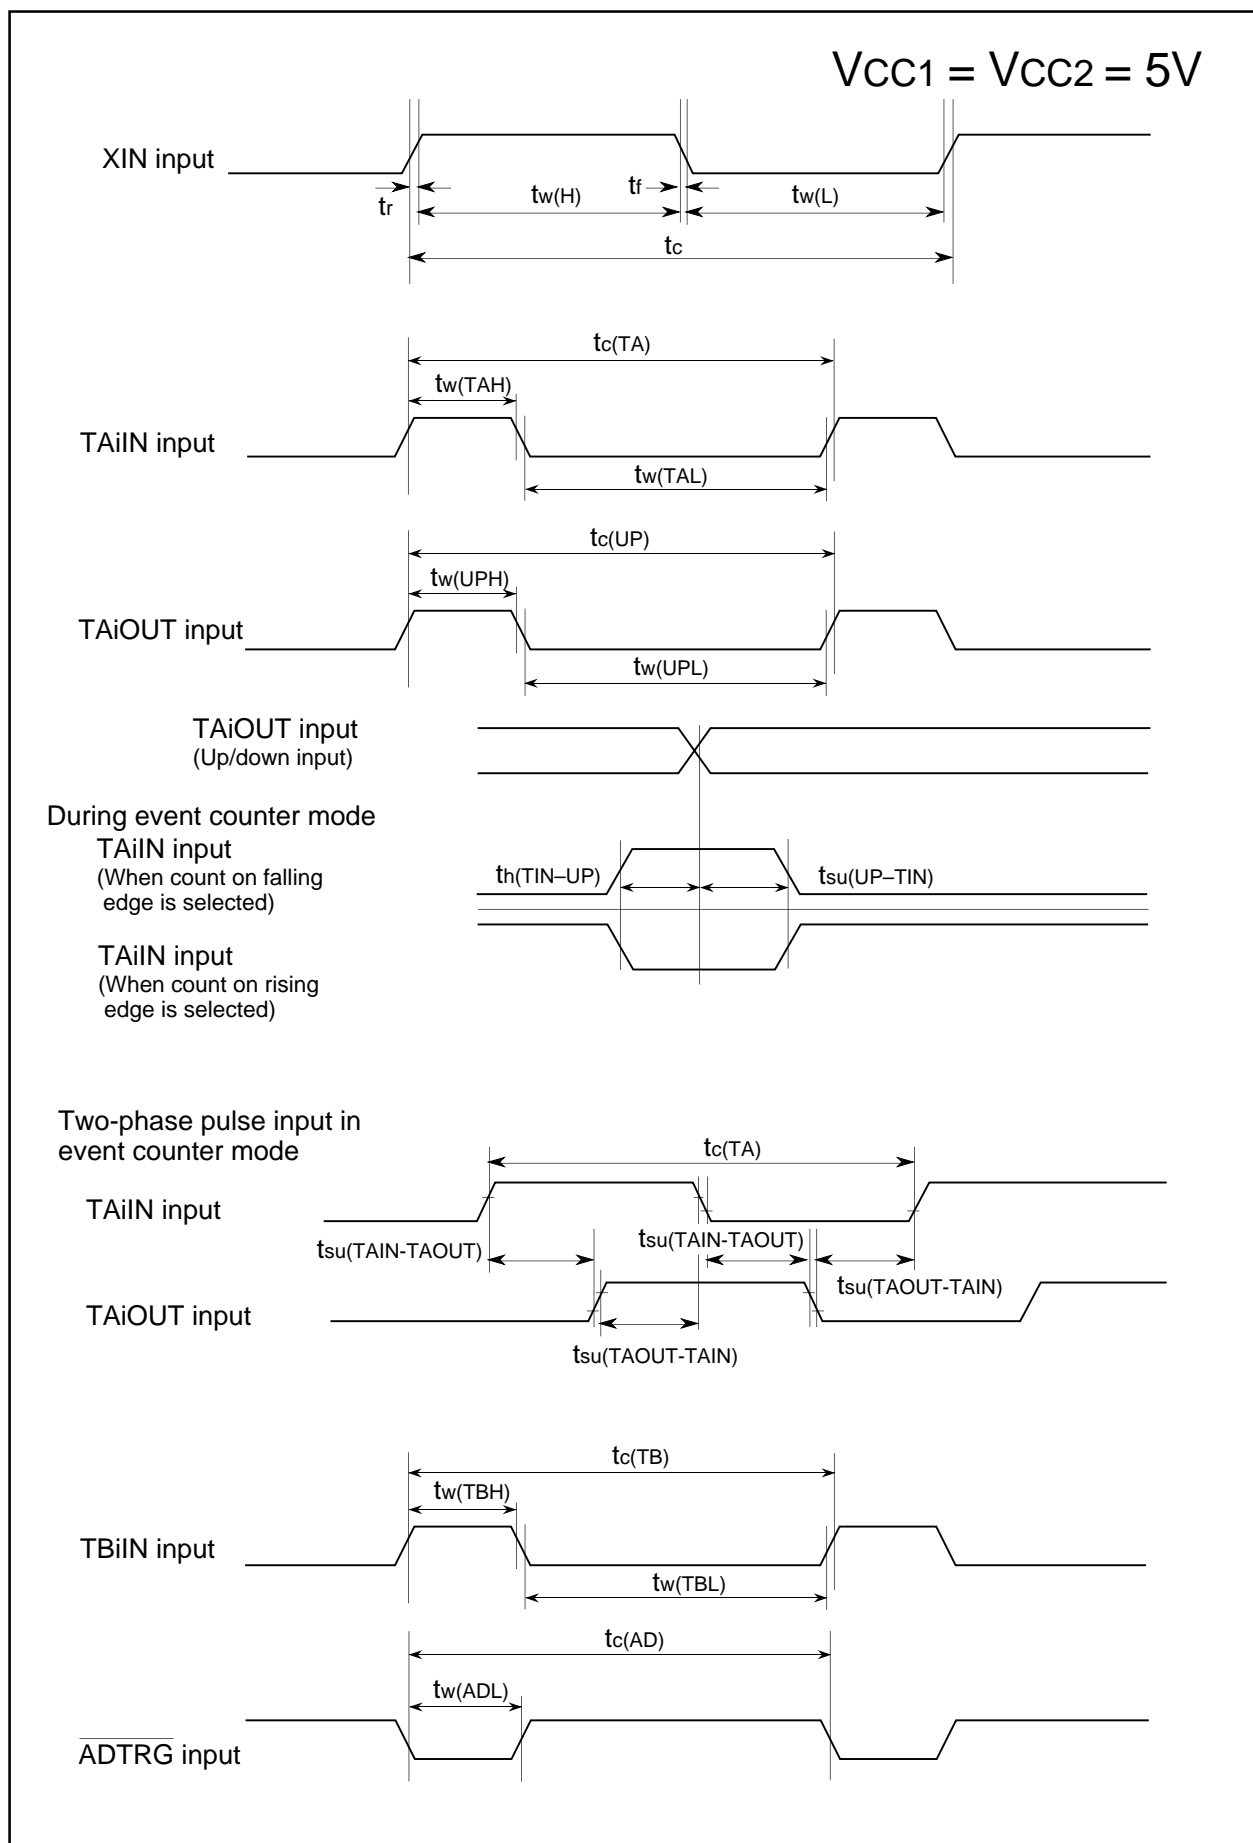 VCC1 = VCC2 = 5V
XIN input
tr
tw(H)
tf
tw(L)
tc
tc(TA)
tw(TAH)
TAiIN input
tw(TAL)
tc(UP)
tw(UPH)
TAiOUT input
tw(UPL)
TAiOUT input
(Up/down input)
During event counter mode
TAiIN input
(When count on falling
edge is selected)
th(TIN–UP)
tsu(UP–TIN)
TAiIN input
(When count on rising
edge is selected)
Two-phase pulse input in
event counter mode
tc(TA)
TAiIN input
tsu(TAIN-TAOUT)
tsu(TAIN-TAOUT)
tsu(TAOUT-TAIN)
TAiOUT input
tsu(TAOUT-TAIN)
tc(TB)
tw(TBH)
TBiIN input
tw(TBL)
tc(AD)
tw(ADL)
ADTRG input